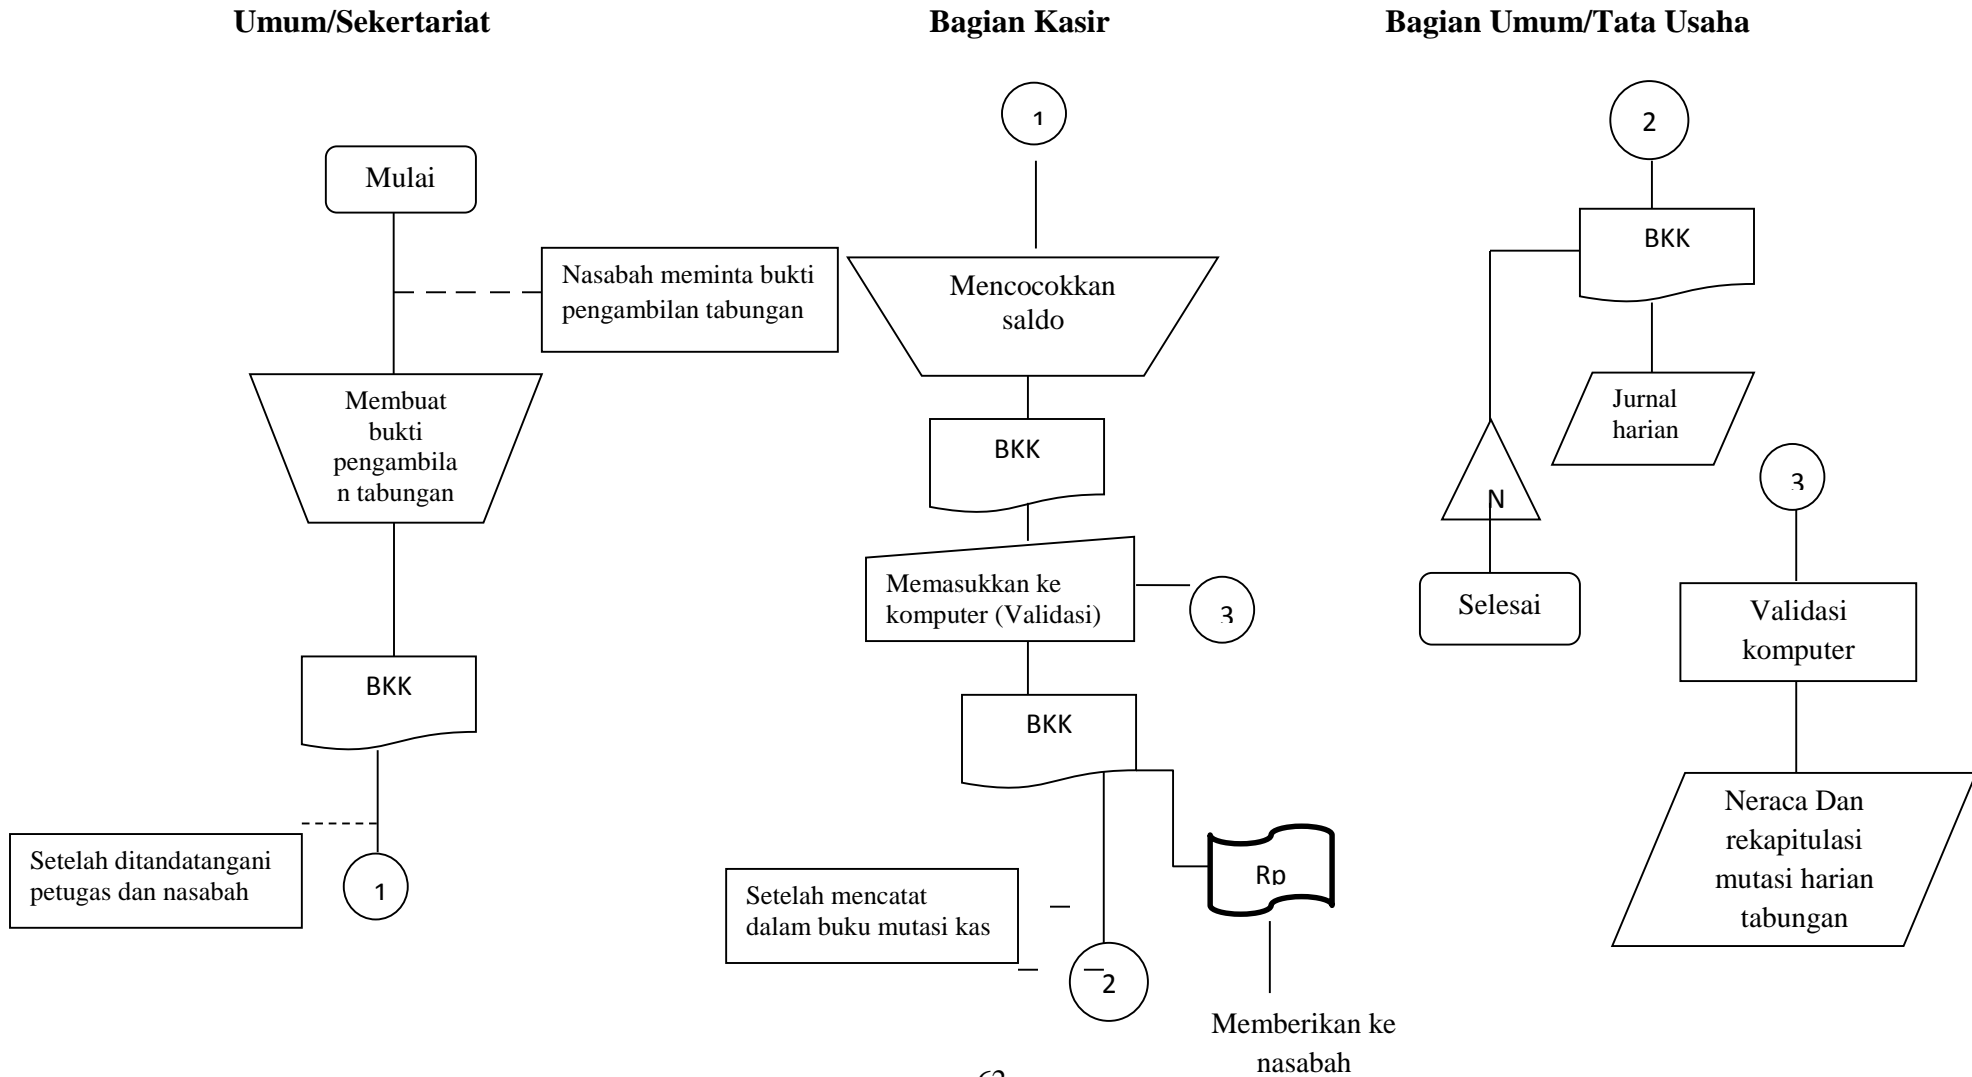 Umum/Sekertariat
Bagian Kasir
Bagian Umum/Tata Usaha
Mulai
Nasabah meminta bukti
pengambilan tabungan
Membuat
bukti
pengambila
n tabungan
BKK
Setelah ditandatangani
petugas dan nasabah
1
1
Mencocokkan
saldo
BKK
Memasukkan ke
komputer (Validasi)
3
BKK
Setelah mencatat
dalam buku mutasi kas
2
Rp
Memberikan ke
nasabah
2
BKK
Jurnal
harian
N
Selesai
3
Validasi
komputer
Neraca Dan
rekapitulasi
mutasi harian
tabungan
62